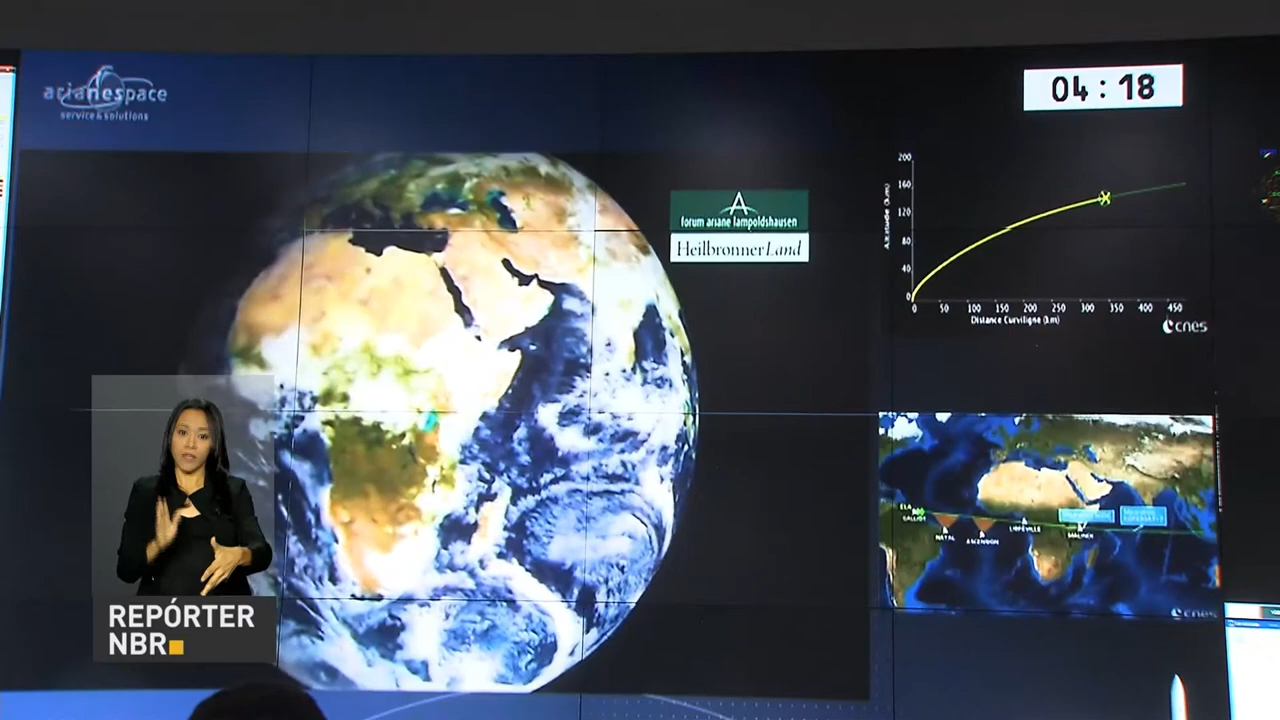 arianespace
service & solutions
04 : 18
forum ariane lampoldshausen
HeilbronnerLand
Altitude (km)
200
160
120
80
40
0
0 50 100 150 200 250 300 350 400 450
Distance Curviligne (km)
cnes
GALLIOT
NATAL
ASCENSION
LIBREVILLE
MALINDI
cnes
REPÓRTER
NBR